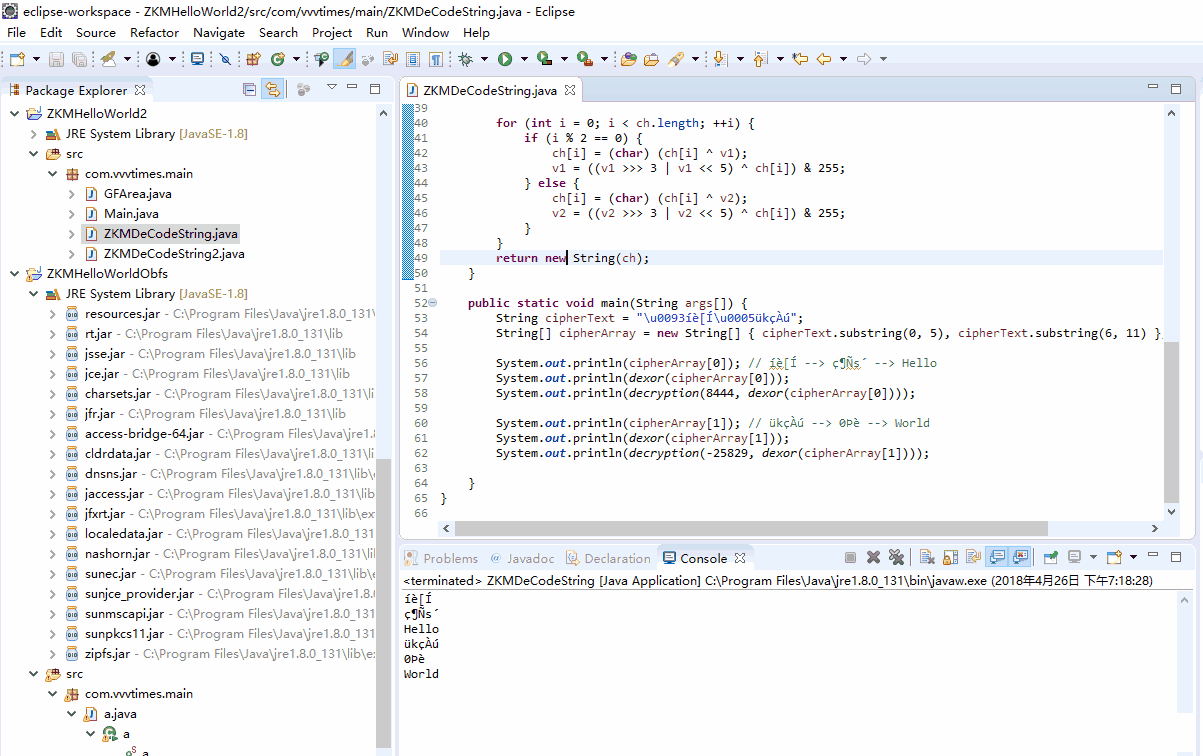 eclipse-workspace - ZKMHelloWorld2/src/com/vvvtimes/main/ZKMDeCodeString.java - Eclipse
File Edit Source Refactor Navigate Search Project Run Window Help
Package Explorer
ZKMHelloWorld2
JRE System Library [JavaSE-1.8]
src
com.vvvtimes.main
GFArea.java
Main.java
ZKMDeCodeString.java
ZKMDeCodeString2.java
ZKMHelloWorldObfs
JRE System Library [JavaSE-1.8]
resources.jar - C:\Program Files\Java\jre1.8.0_131\
rt.jar - C:\Program Files\Java\jre1.8.0_131\lib
jsse.jar - C:\Program Files\Java\jre1.8.0_131\lib
jce.jar - C:\Program Files\Java\jre1.8.0_131\lib
charsets.jar - C:\Program Files\Java\jre1.8.0_131\li
jfr.jar - C:\Program Files\Java\jre1.8.0_131\lib
access-bridge-64.jar - C:\Program Files\Java\jre1.
cldrdata.jar - C:\Program Files\Java\jre1.8.0_131\li
dnsns.jar - C:\Program Files\Java\jre1.8.0_131\lib\e
jaccess.jar - C:\Program Files\Java\jre1.8.0_131\lib
jfxrt.jar - C:\Program Files\Java\jre1.8.0_131\lib\ex
localedata.jar - C:\Program Files\Java\jre1.8.0_131
nashorn.jar - C:\Program Files\Java\jre1.8.0_131\lib
sunec.jar - C:\Program Files\Java\jre1.8.0_131\lib\e
sunjce_provider.jar - C:\Program Files\Java\jre1.8.
sunmscapi.jar - C:\Program Files\Java\jre1.8.0_131
sunpkcs11.jar - C:\Program Files\Java\jre1.8.0_131
zipfs.jar - C:\Program Files\Java\jre1.8.0_131\lib\e
src
com.vvvtimes.main
a.java
a
a
ZKMDeCodeString.java
39
40 for (int i = 0; i < ch.length; ++i) {
41 if (i % 2 == 0) {
42 ch[i] = (char) (ch[i] ^ v1);
43 v1 = ((v1 >>> 3 | v1 << 5) ^ ch[i]) & 255;
44 } else {
45 ch[i] = (char) (ch[i] ^ v2);
46 v2 = ((v2 >>> 3 | v2 << 5) ^ ch[i]) & 255;
47 }
48 }
49 return new String(ch);
50 }
51
52 public static void main(String args[]) {
53 String cipherText = "\u0093íè[Í\u0005ükçÀú";
54 String[] cipherArray = new String[] { cipherText.substring(0, 5), cipherText.substring(6, 11) }
55
56 System.out.println(cipherArray[0]); // íè[Í --> ç¶Ñs´ --> Hello
57 System.out.println(dexor(cipherArray[0]));
58 System.out.println(decryption(8444, dexor(cipherArray[0])));
59
60 System.out.println(cipherArray[1]); // ükçÀú --> 0Þè --> World
61 System.out.println(dexor(cipherArray[1]));
62 System.out.println(decryption(-25829, dexor(cipherArray[1])));
63
64 }
65 }
66
Problems Javadoc Declaration Console
<terminated> ZKMDeCodeString [Java Application] C:\Program Files\Java\jre1.8.0_131\bin\javaw.exe (2018年4月26日 下午7:18:28)
íè[Í
ç¶Ñs´
Hello
ükçÀú
0Þè
World